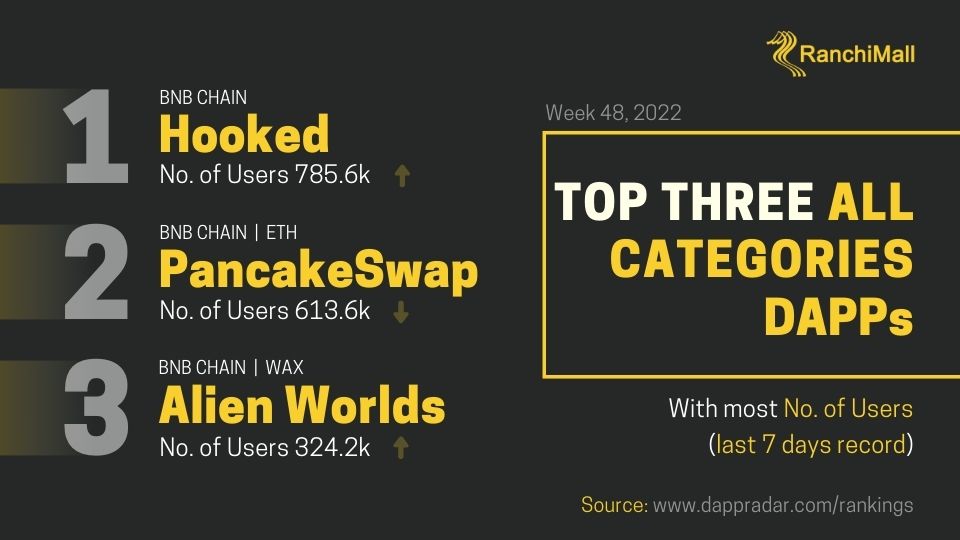 RanchiMall
1
BNB CHAIN
Hooked
No. of Users 785.6k
2
BNB CHAIN | ETH
PancakeSwap
No. of Users 613.6k
3
BNB CHAIN | WAX
Alien Worlds
No. of Users 324.2k
Week 48, 2022
TOP THREE ALL
CATEGORIES
DAPPs
With most No. of Users
(last 7 days record)
Source: www.dappradar.com/rankings